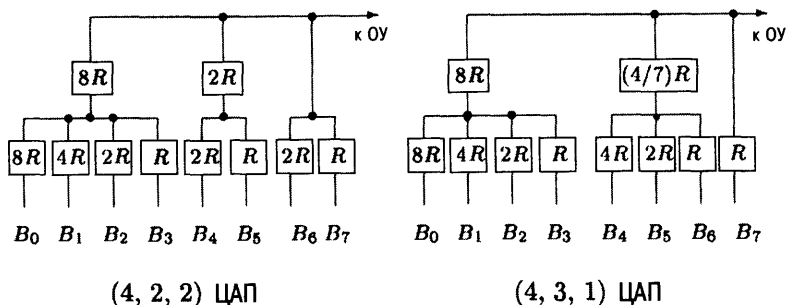 к ОУ к ОУ
8R 2R 8R (4/7)R
8R 4R 2R R 2R R 2R R 8R 4R 2R R 4R 2R R R
B₀ B₁ B₂ B₃ B₄ B₅ B₆ B₇ B₀ B₁ B₂ B₃ B₄ B₅ B₆ B₇
(4, 2, 2) ЦАП (4, 3, 1) ЦАП